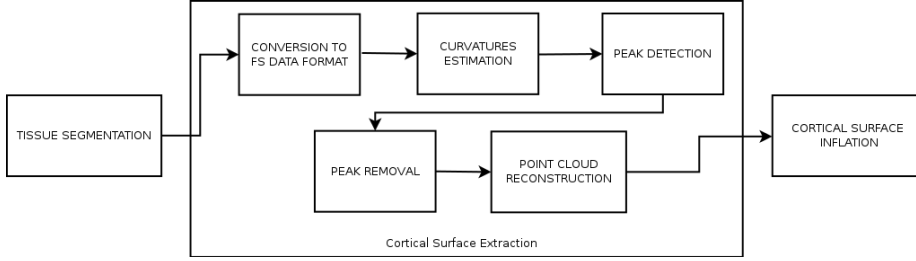 TISSUE SEGMENTATION
CONVERSION TO
FS DATA FORMAT
CURVATURES
ESTIMATION
PEAK DETECTION
PEAK REMOVAL
POINT CLOUD
RECONSTRUCTION
Cortical Surface Extraction
CORTICAL SURFACE
INFLATION